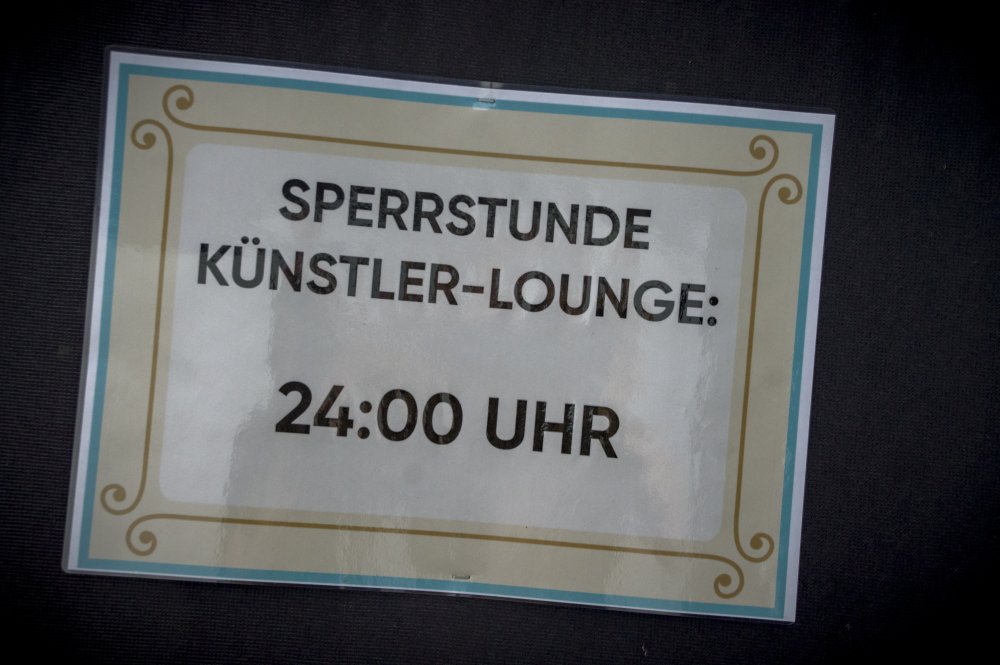 SPERRSTUNDE
KÜNSTLER-LOUNGE:
24:00 UHR